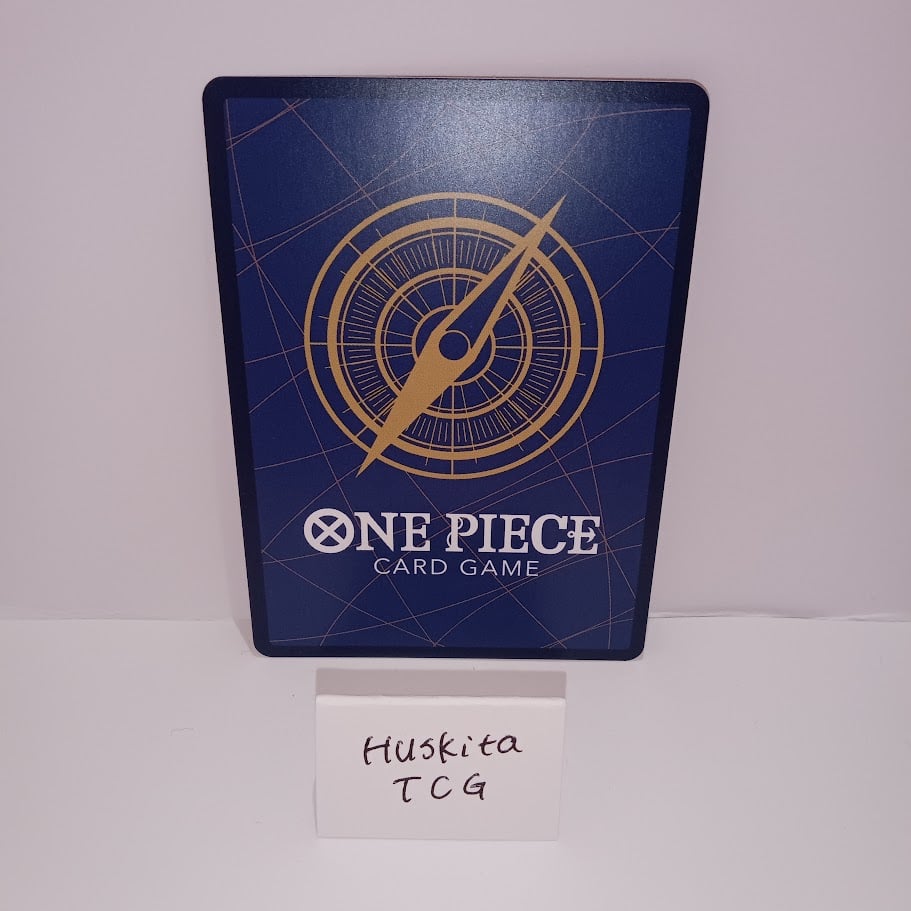 ONE PIECE
CARD GAME
Huskita
TCG